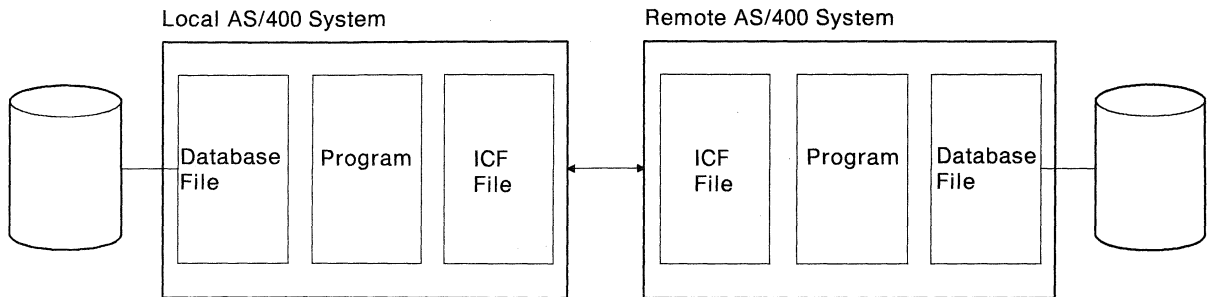 Local AS/400 System
Remote AS/400 System
Database
File
Program
ICF
File
ICF
File
Program
Database
File